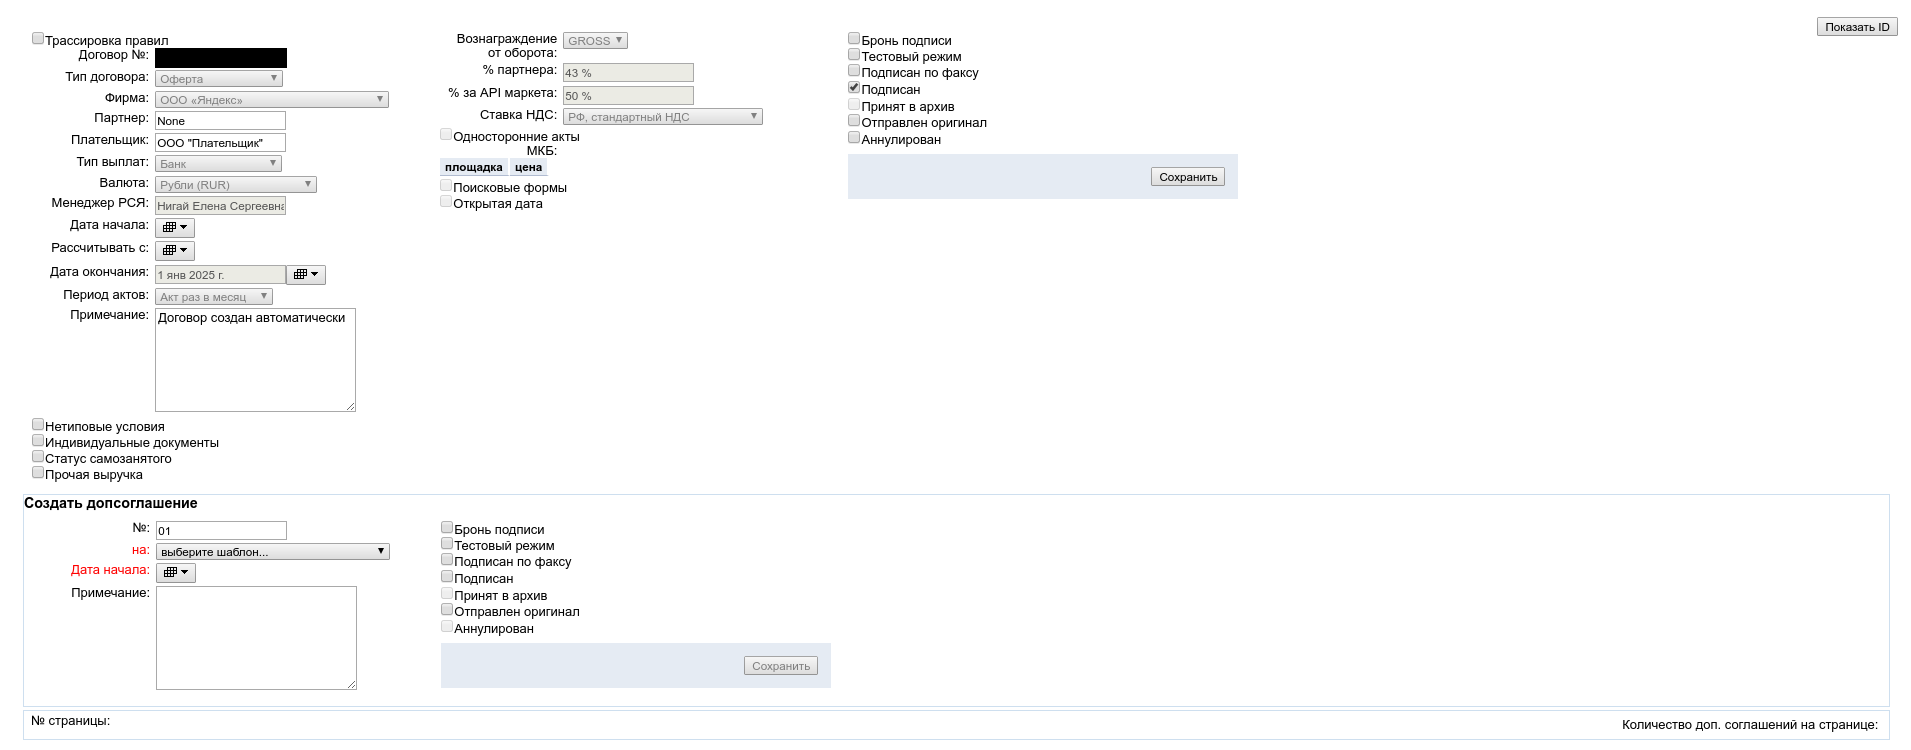 Показать ID
Трассировка правил
Договор №:
Тип договора: Оферта
Фирма: ООО «Яндекс»
Партнер: None
Плательщик: ООО "Плательщик"
Тип выплат: Банк
Валюта: Рубли (RUR)
Менеджер РСЯ: Нигай Елена Сергеевна
Дата начала:
Рассчитывать с:
Дата окончания: 1 янв 2025 г.
Период актов: Акт раз в месяц
Примечание: Договор создан автоматически
Нетиповые условия
Индивидуальные документы
Статус самозанятого
Прочая выручка
Вознаграждение
от оборота: GROSS
% партнера: 43 %
% за API маркета: 50 %
Ставка НДС: РФ, стандартный НДС
Односторонние акты
МКБ:
площадка цена
Поисковые формы
Открытая дата
Бронь подписи
Тестовый режим
Подписан по факсу
Подписан
Принят в архив
Отправлен оригинал
Аннулирован
Сохранить
Создать допсоглашение
№: 01
на: выберите шаблон...
Дата начала:
Примечание:
Бронь подписи
Тестовый режим
Подписан по факсу
Подписан
Принят в архив
Отправлен оригинал
Аннулирован
Сохранить
№ страницы:
Количество доп. соглашений на странице: